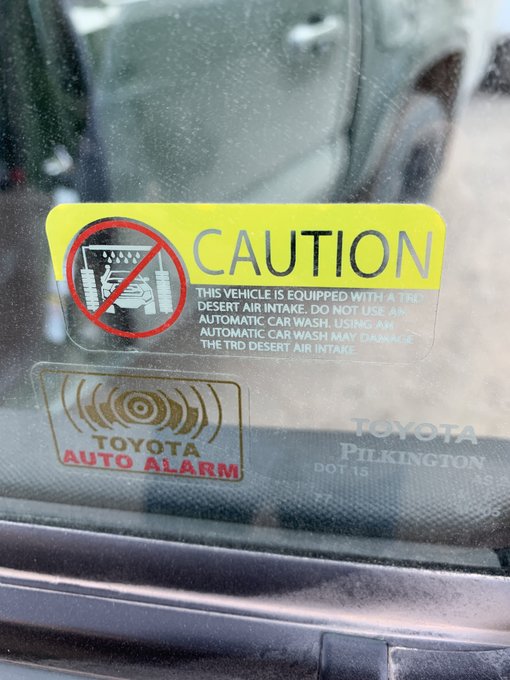 CAUTION
THIS VEHICLE IS EQUIPPED WITH A TRD
DESERT AIR INTAKE. DO NOT USE AN
AUTOMATIC CAR WASH. USING AN
AUTOMATIC CAR WASH MAY DAMAGE
THE TRD DESERT AIR INTAKE.
TOYOTA
AUTO ALARM
TOYOTA
PILKINGTON
DOT 15